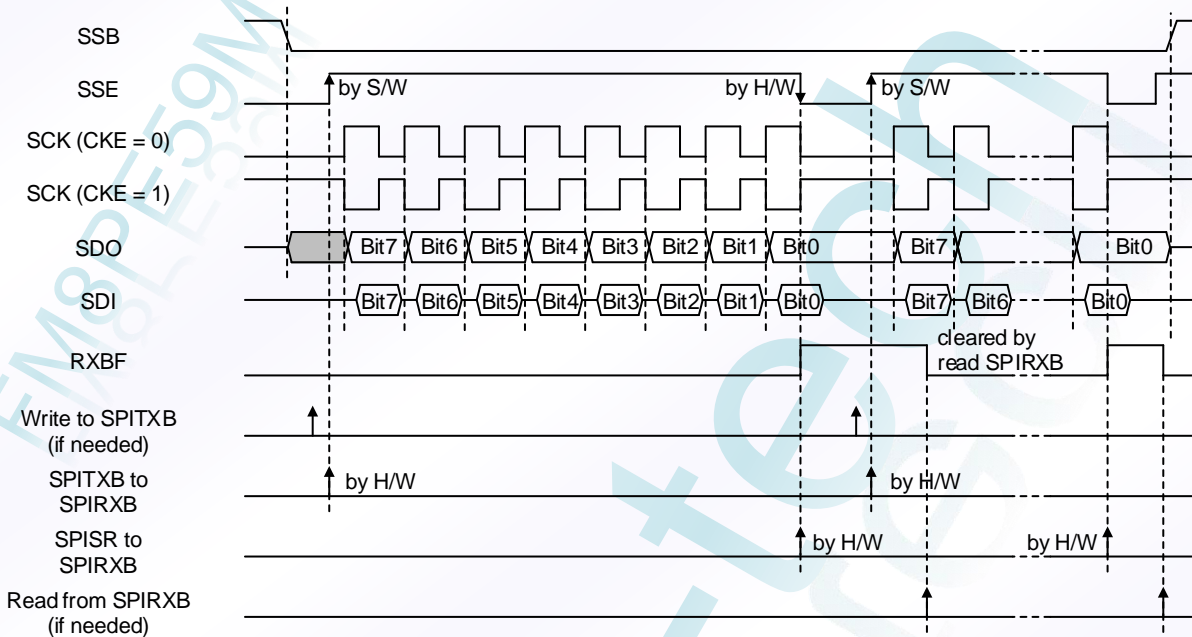 SSB
SSE
by S/W
by H/W
by S/W
SCK (CKE = 0)
SCK (CKE = 1)
SDO
Bit7 Bit6 Bit5 Bit4 Bit3 Bit2 Bit1 Bit0 Bit7 Bit0
SDI
Bit7 Bit6 Bit5 Bit4 Bit3 Bit2 Bit1 Bit0 Bit7 Bit6 Bit0
RXBF
cleared by
read SPIRXB
Write to SPITXB
(if needed)
SPITXB to
SPIRXB
by H/W
by H/W
SPISR to
SPIRXB
by H/W
by H/W
Read from SPIRXB
(if needed)
FM8PE59M
tech